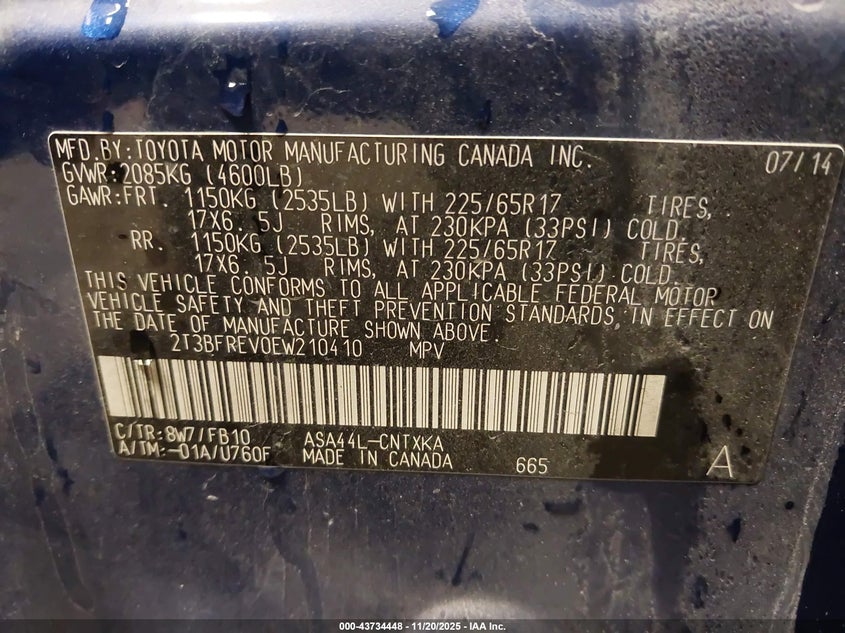 MFD.BY:TOYOTA MOTOR MANUFACTURING CANADA INC. 07/14
GVWR:2085KG (4600LB)
GAWR:FRT. 1150KG (2535LB) WITH 225/65R17 TIRES,
17X6. 5J RIMS, AT 230KPA (33PSI) COLD.
RR. 1150KG (2535LB) WITH 225/65R17 TIRES,
17X6. 5J RIMS, AT 230KPA (33PSI) COLD.
THIS VEHICLE CONFORMS TO ALL APPLICABLE FEDERAL MOTOR
VEHICLE SAFETY AND THEFT PREVENTION STANDARDS IN EFFECT ON
THE DATE OF MANUFACTURE SHOWN ABOVE.
2T3BFREV0EW210410 MPV
C/TR:8W7/FB10 ASA44L-CNTXKA
A/TM:-01A/U760F MADE IN CANADA 665 A
000-43734448 - 11/20/2025 - IAA Inc.